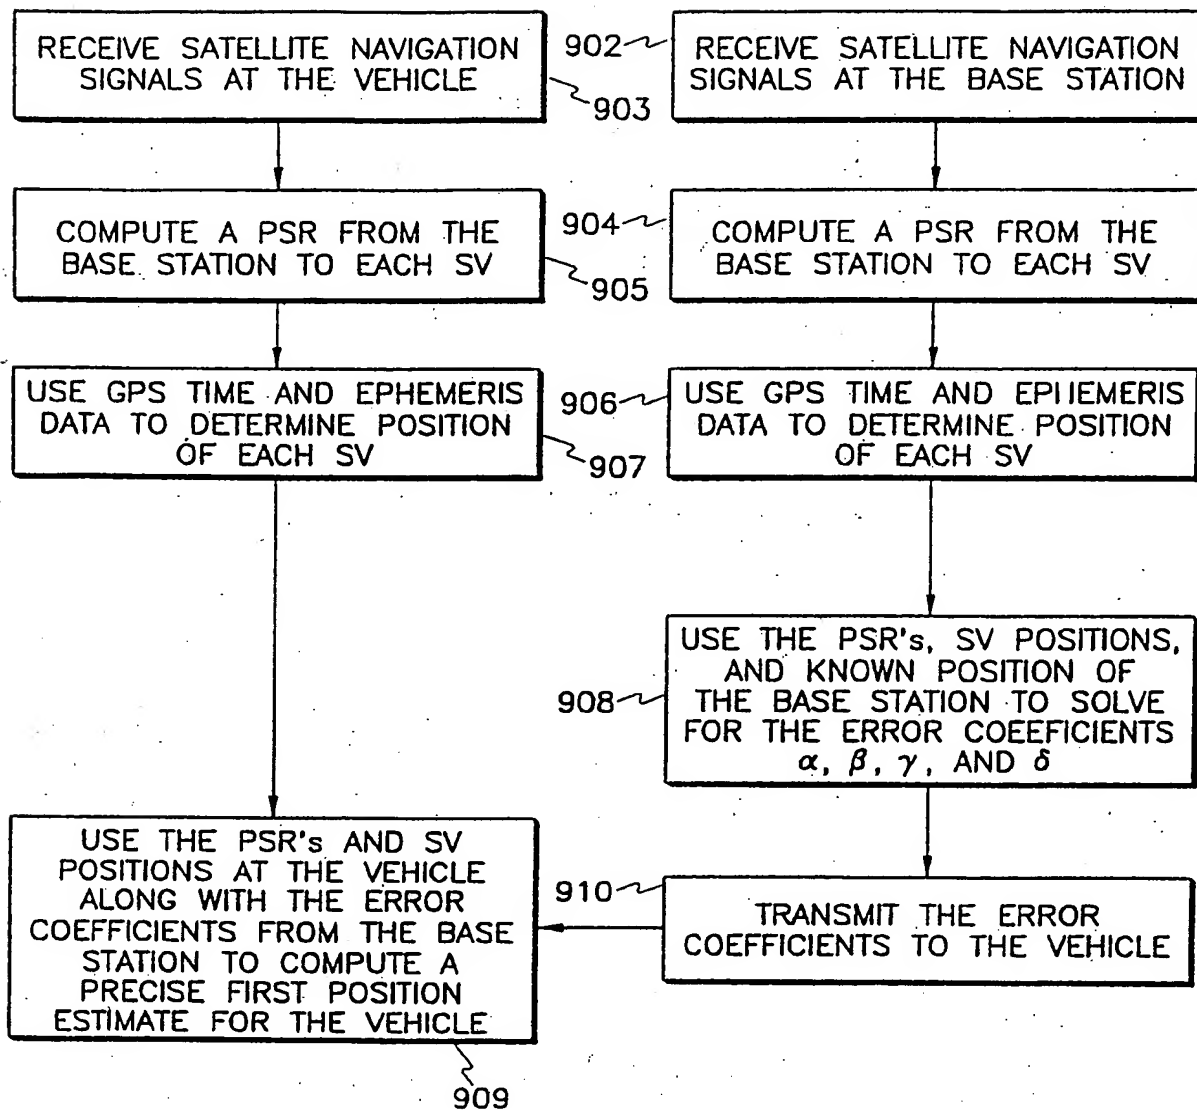 RECEIVE SATELLITE NAVIGATION
SIGNALS AT THE VEHICLE
903
902
RECEIVE SATELLITE NAVIGATION
SIGNALS AT THE BASE STATION
COMPUTE A PSR FROM THE
BASE STATION TO EACH SV
905
904
COMPUTE A PSR FROM THE
BASE STATION TO EACH SV
USE GPS TIME AND EPHEMERIS
DATA TO DETERMINE POSITION
OF EACH SV
907
906
USE GPS TIME AND EPHEMERIS
DATA TO DETERMINE POSITION
OF EACH SV
908
USE THE PSR's, SV POSITIONS,
AND KNOWN POSITION OF
THE BASE STATION TO SOLVE
FOR THE ERROR COEEFICIENTS
α, β, γ, AND δ
USE THE PSR's AND SV
POSITIONS AT THE VEHICLE
ALONG WITH THE ERROR
COEFFICIENTS FROM THE BASE
STATION TO COMPUTE A
PRECISE FIRST POSITION
ESTIMATE FOR THE VEHICLE
909
910
TRANSMIT THE ERROR
COEFFICIENTS TO THE VEHICLE